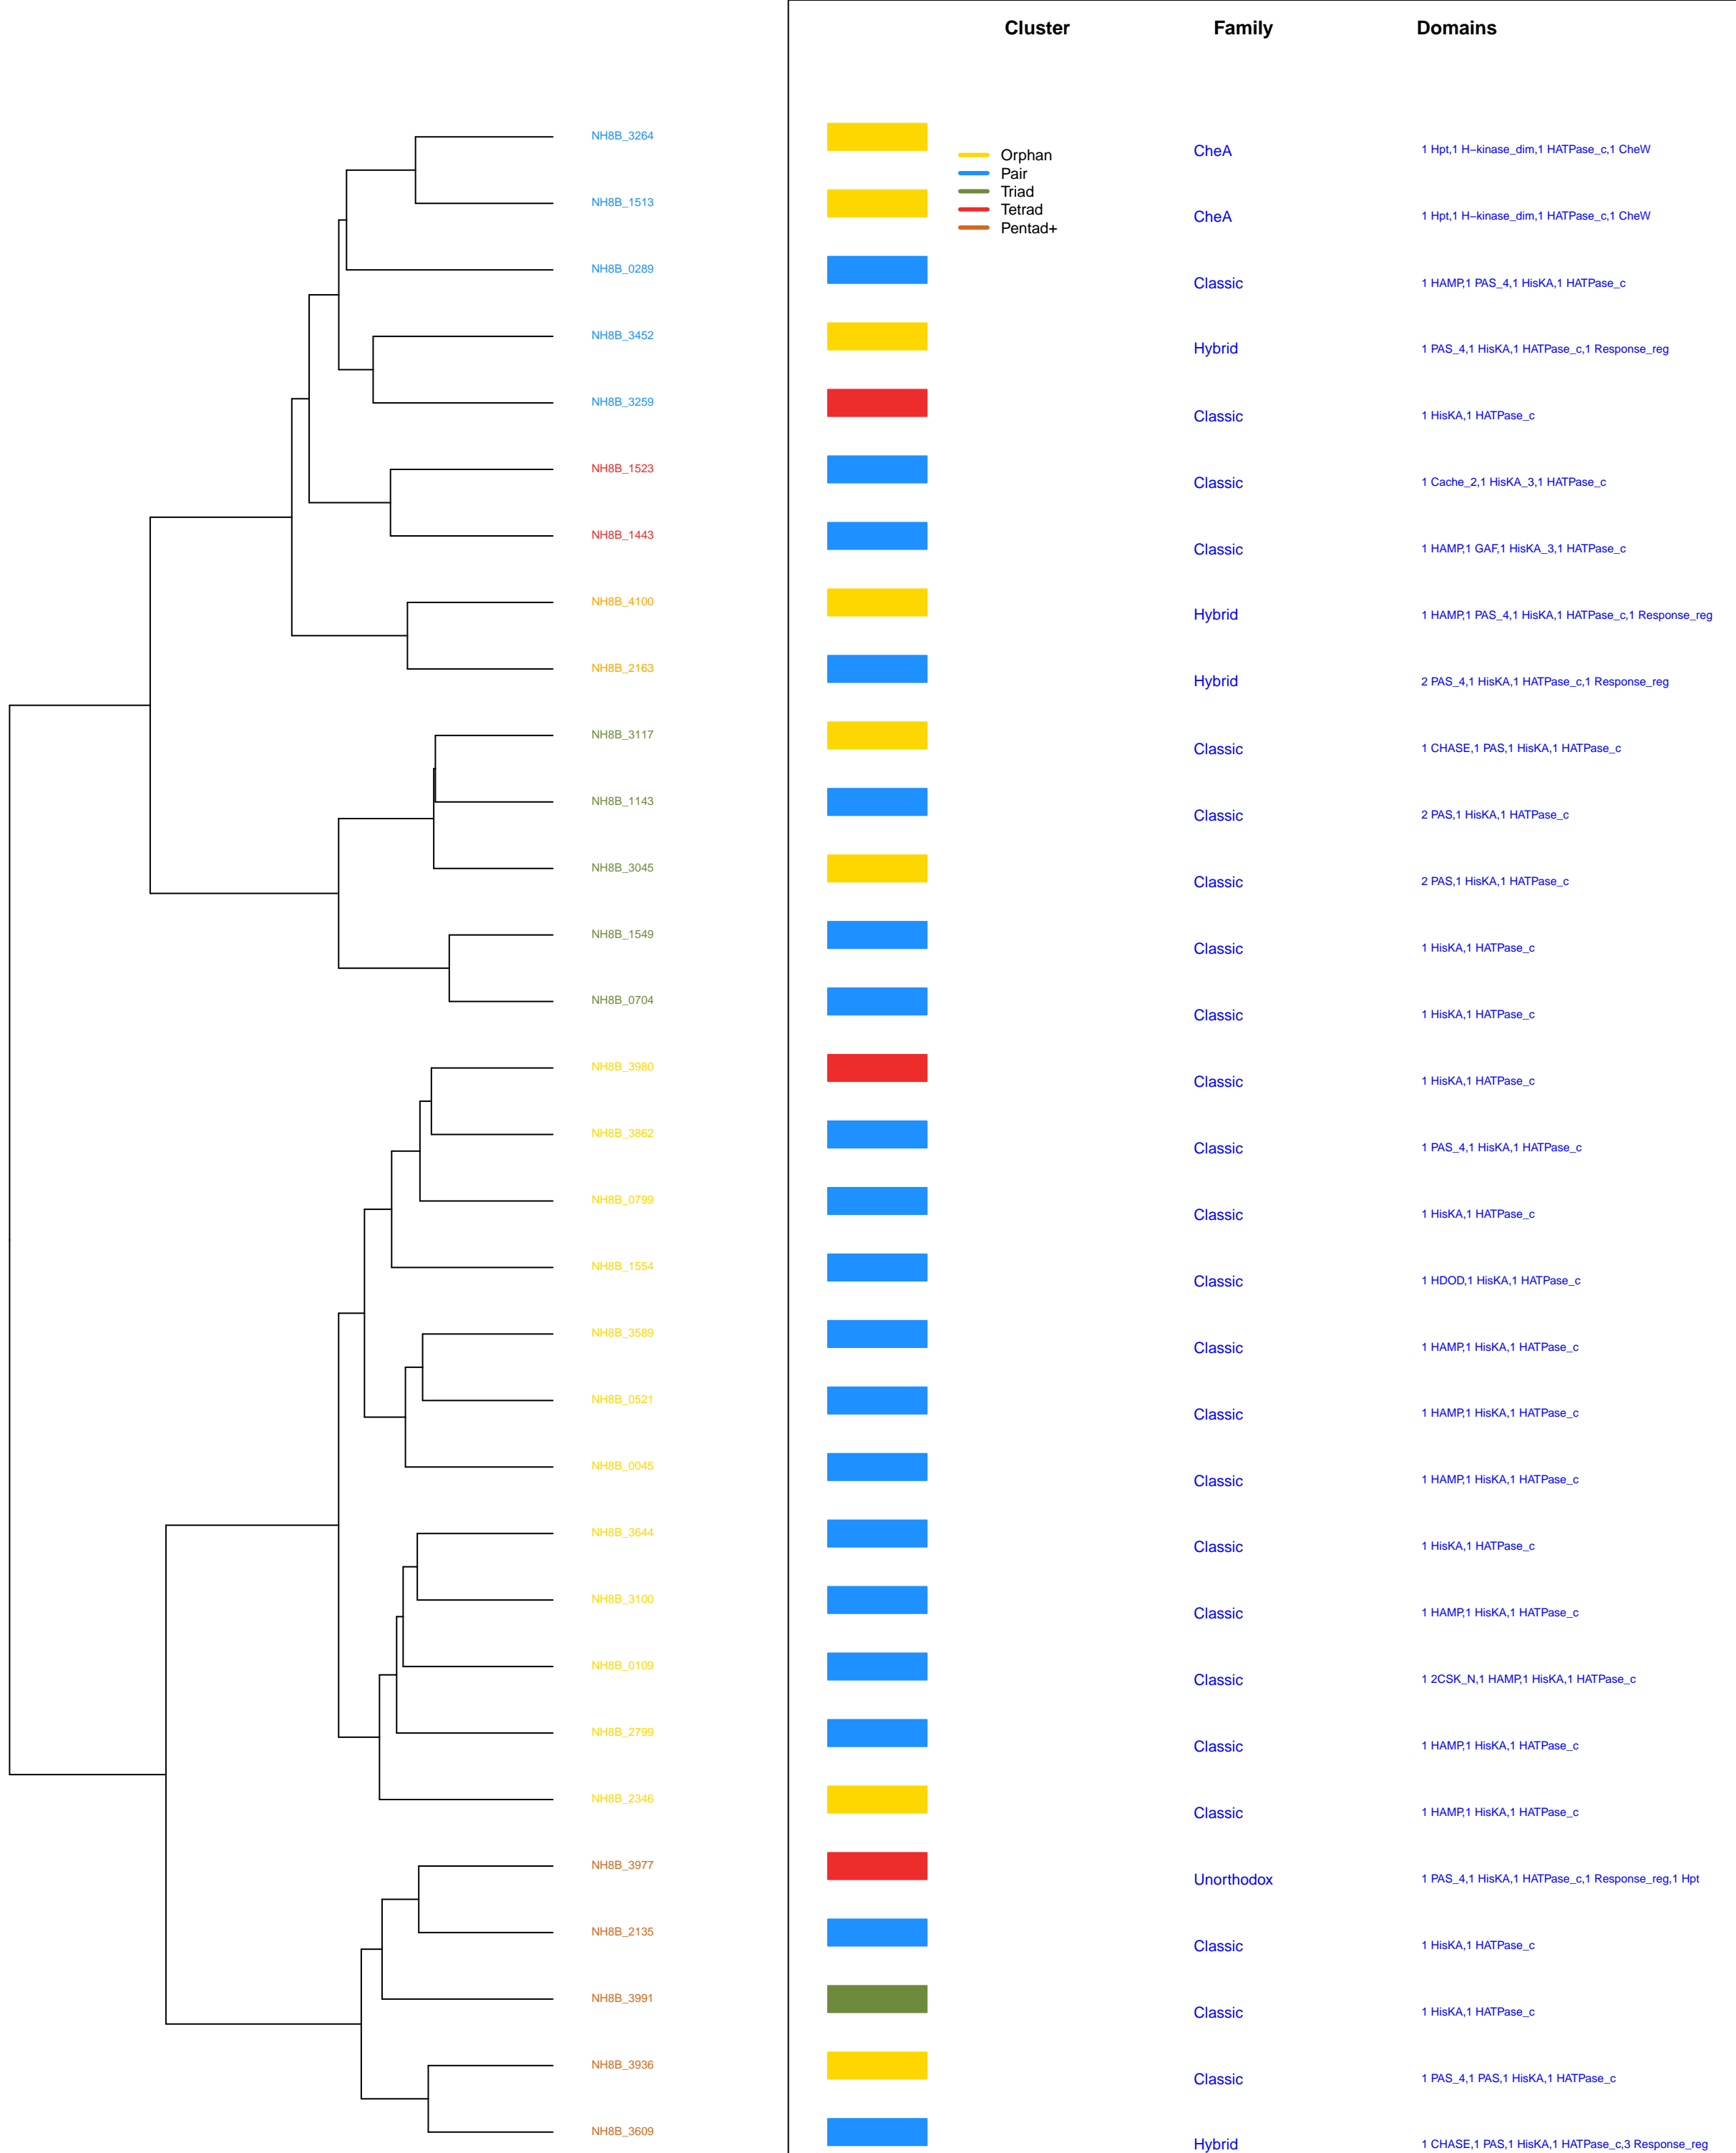 Cluster Family Domains
NH8B_3264
Orphan
CheA 1 Hpt,1 H−kinase_dim,1 HATPase_c,1 CheW
Pair
Triad
NH8B_1513
Tetrad
CheA 1 Hpt,1 H−kinase_dim,1 HATPase_c,1 CheW
Pentad+
NH8B_0289
Classic 1 HAMP,1 PAS_4,1 HisKA,1 HATPase_c
NH8B_3452
Hybrid 1 PAS_4,1 HisKA,1 HATPase_c,1 Response_reg
NH8B_3259
Classic 1 HisKA,1 HATPase_c
NH8B_1523
Classic 1 Cache_2,1 HisKA_3,1 HATPase_c
NH8B_1443
Classic 1 HAMP,1 GAF,1 HisKA_3,1 HATPase_c
NH8B_4100
Hybrid 1 HAMP,1 PAS_4,1 HisKA,1 HATPase_c,1 Response_reg
NH8B_2163
Hybrid 2 PAS_4,1 HisKA,1 HATPase_c,1 Response_reg
NH8B_3117
Classic 1 CHASE,1 PAS,1 HisKA,1 HATPase_c
NH8B_1143
Classic 2 PAS,1 HisKA,1 HATPase_c
NH8B_3045
Classic 2 PAS,1 HisKA,1 HATPase_c
NH8B_1549
Classic 1 HisKA,1 HATPase_c
NH8B_0704
Classic 1 HisKA,1 HATPase_c
NH8B_3980
Classic 1 HisKA,1 HATPase_c
NH8B_3862
Classic 1 PAS_4,1 HisKA,1 HATPase_c
NH8B_0799
Classic 1 HisKA,1 HATPase_c
NH8B_1554
Classic 1 HDOD,1 HisKA,1 HATPase_c
NH8B_3589
Classic 1 HAMP,1 HisKA,1 HATPase_c
NH8B_0521
Classic 1 HAMP,1 HisKA,1 HATPase_c
NH8B_0045
Classic 1 HAMP,1 HisKA,1 HATPase_c
NH8B_3644
Classic 1 HisKA,1 HATPase_c
NH8B_3100
Classic 1 HAMP,1 HisKA,1 HATPase_c
NH8B_0109
Classic 1 2CSK_N,1 HAMP,1 HisKA,1 HATPase_c
NH8B_2799
Classic 1 HAMP,1 HisKA,1 HATPase_c
NH8B_2346
Classic 1 HAMP,1 HisKA,1 HATPase_c
NH8B_3977
Unorthodox 1 PAS_4,1 HisKA,1 HATPase_c,1 Response_reg,1 Hpt
NH8B_2135
Classic 1 HisKA,1 HATPase_c
NH8B_3991
Classic 1 HisKA,1 HATPase_c
NH8B_3936
Classic 1 PAS_4,1 PAS,1 HisKA,1 HATPase_c
NH8B_3609
Hybrid 1 CHASE,1 PAS,1 HisKA,1 HATPase_c,3 Response_reg